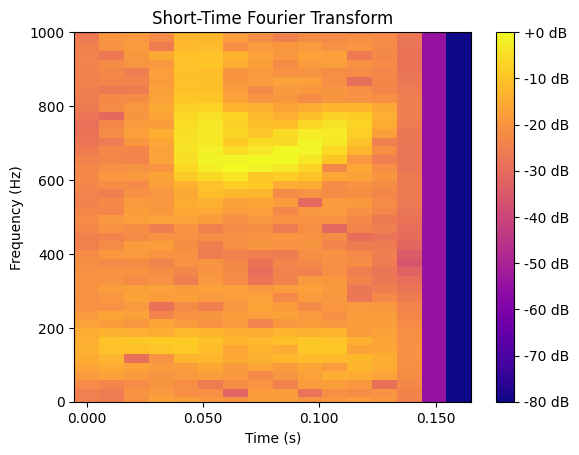 Short-Time Fourier Transform
1000
800
600
400
200
0
Frequency (Hz)
0.000
0.050
0.100
0.150
Time (s)
+0 dB
-10 dB
-20 dB
-30 dB
-40 dB
-50 dB
-60 dB
-70 dB
-80 dB